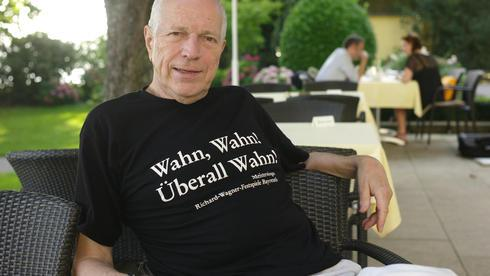 Wahn, Wahn!
Überall Wahn!
Meistersinger
Richard-Wagner-Festspiele Bayreuth